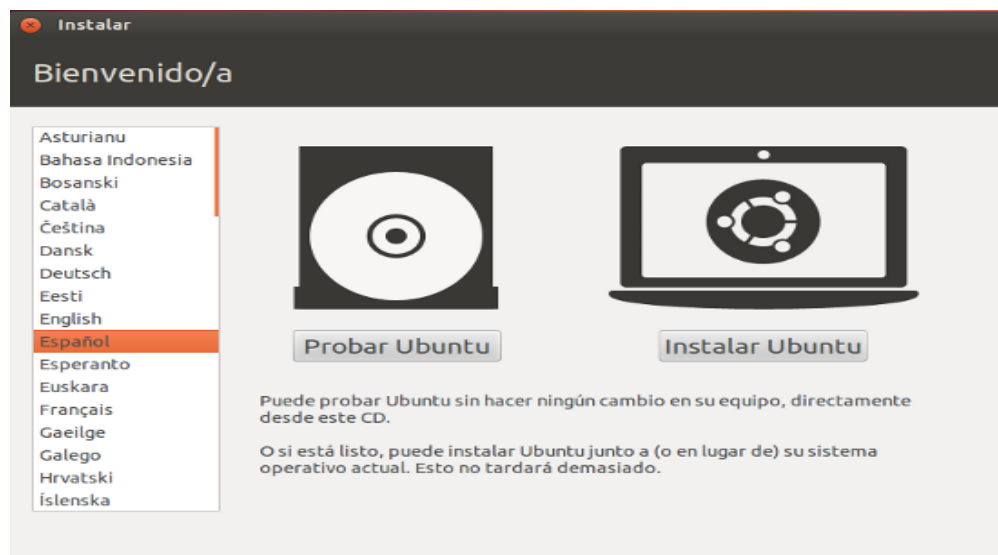 Instalar
Bienvenido/a
Asturianu
Bahasa Indonesia
Bosanski
Català
Čeština
Dansk
Deutsch
Eesti
English
Español
Esperanto
Euskara
Français
Gaeilge
Galego
Hrvatski
Íslenska
Probar Ubuntu
Instalar Ubuntu
Puede probar Ubuntu sin hacer ningún cambio en su equipo, directamente
desde este CD.
O si está listo, puede instalar Ubuntu junto a (o en lugar de) su sistema
operativo actual. Esto no tardará demasiado.